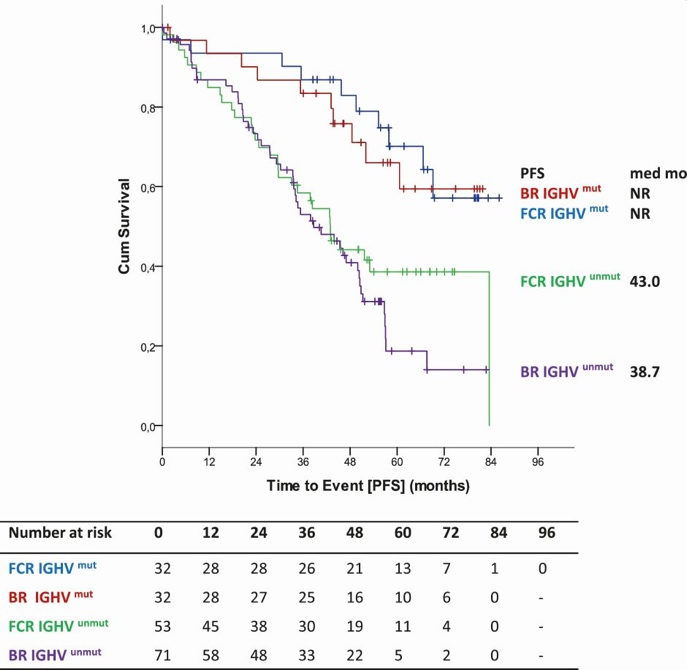 Cum Survival
1,0
0,8
0,6
0,4
0,2
0,0
0 12 24 36 48 60 72 84 96
Time to Event [PFS] (months)
PFS med mo
BR IGHV mut NR
FCR IGHV mut NR
FCR IGHV unmut 43.0
BR IGHV unmut 38.7
Number at risk 0 12 24 36 48 60 72 84 96
FCR IGHV mut 32 28 28 26 21 13 7 1 0
BR IGHV mut 32 28 27 25 16 10 6 0 -
FCR IGHV unmut 53 45 38 30 19 11 4 0 -
BR IGHV unmut 71 58 48 33 22 5 2 0 -